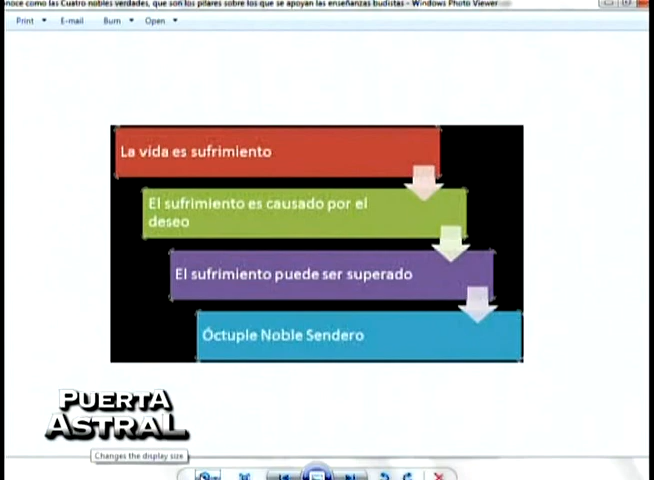 onoce como las Cuatro nobles verdades, que son los pilares sobre los que se apoyan las enseñanzas budistas - Windows Photo Viewer
Print E-mail Burn Open
La vida es sufrimiento
El sufrimiento es causado por el
deseo
El sufrimiento puede ser superado
Óctuple Noble Sendero
PUERTA
ASTRAL
Changes the display size